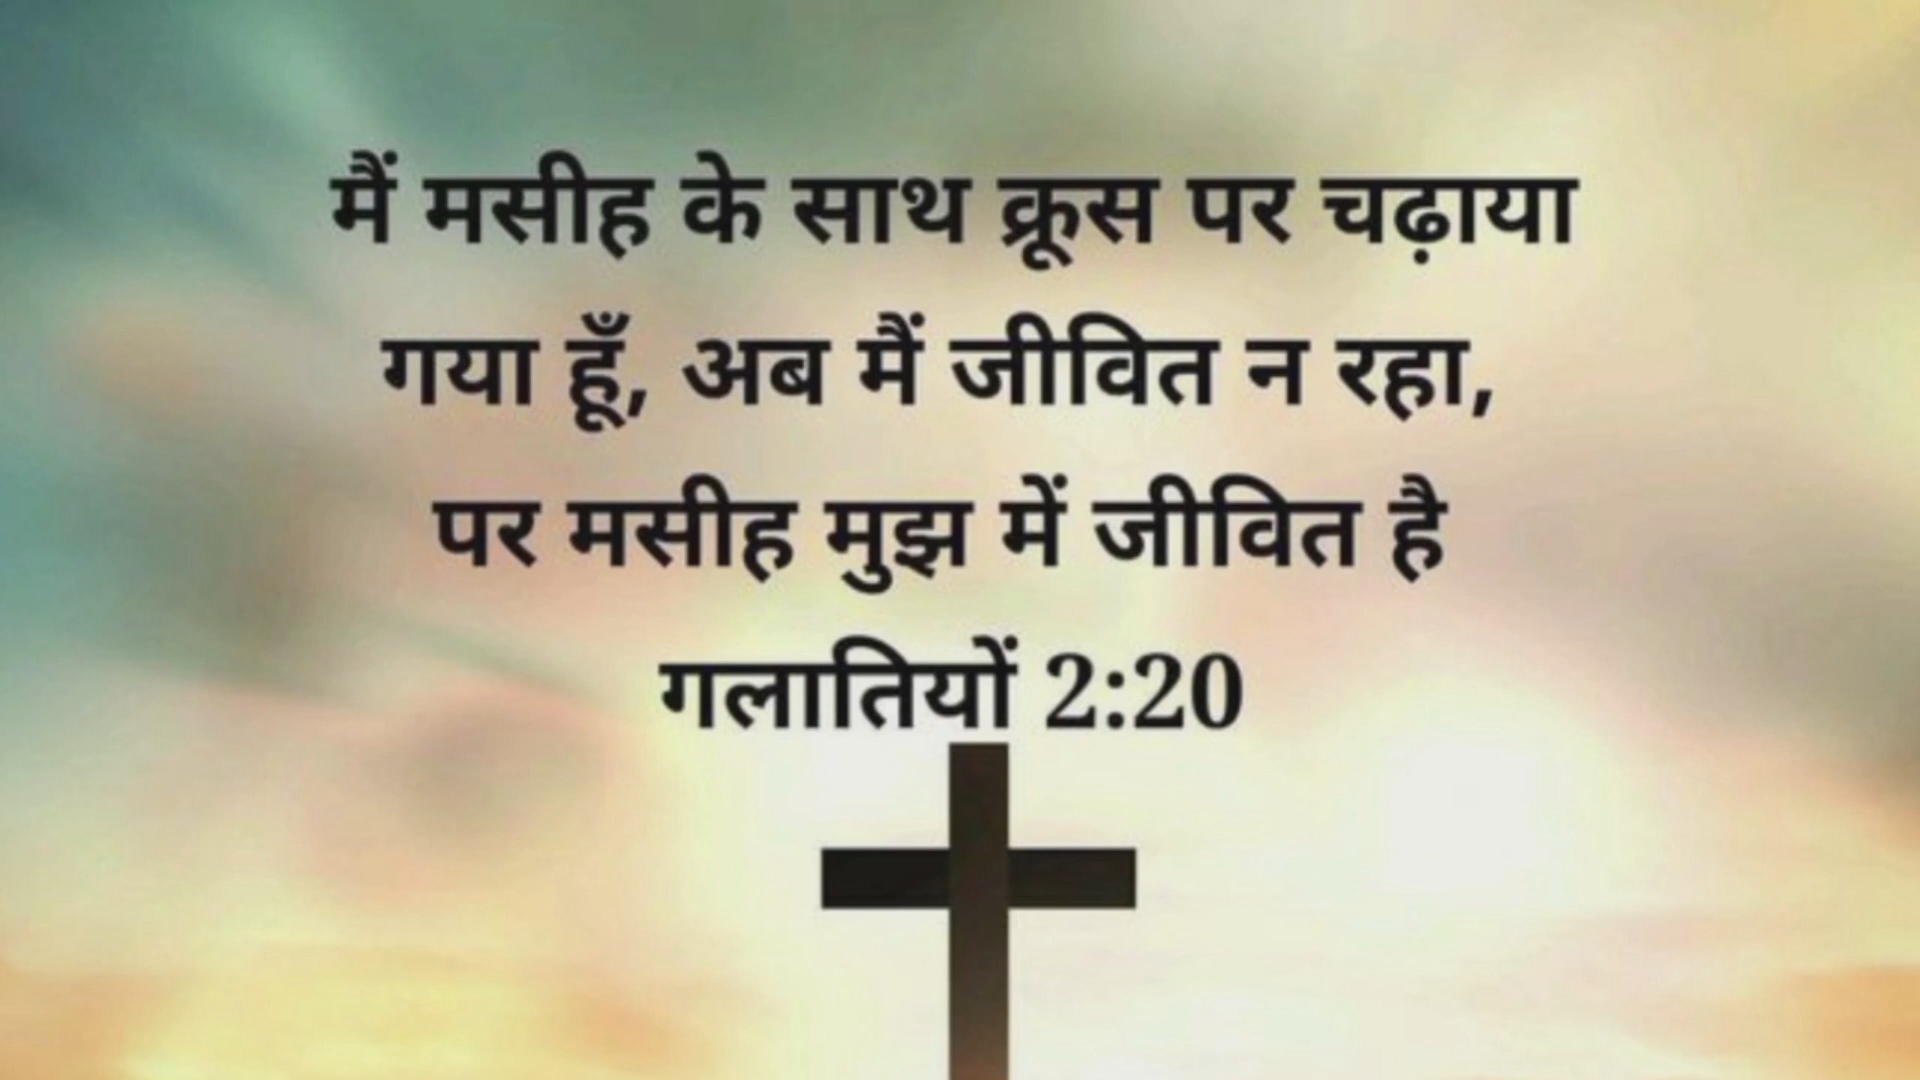 मैं मसीह के साथ क्रूस पर चढ़ाया
गया हूँ, अब मैं जीवित न रहा,
पर मसीह मुझ में जीवित है
गलातियों 2:20